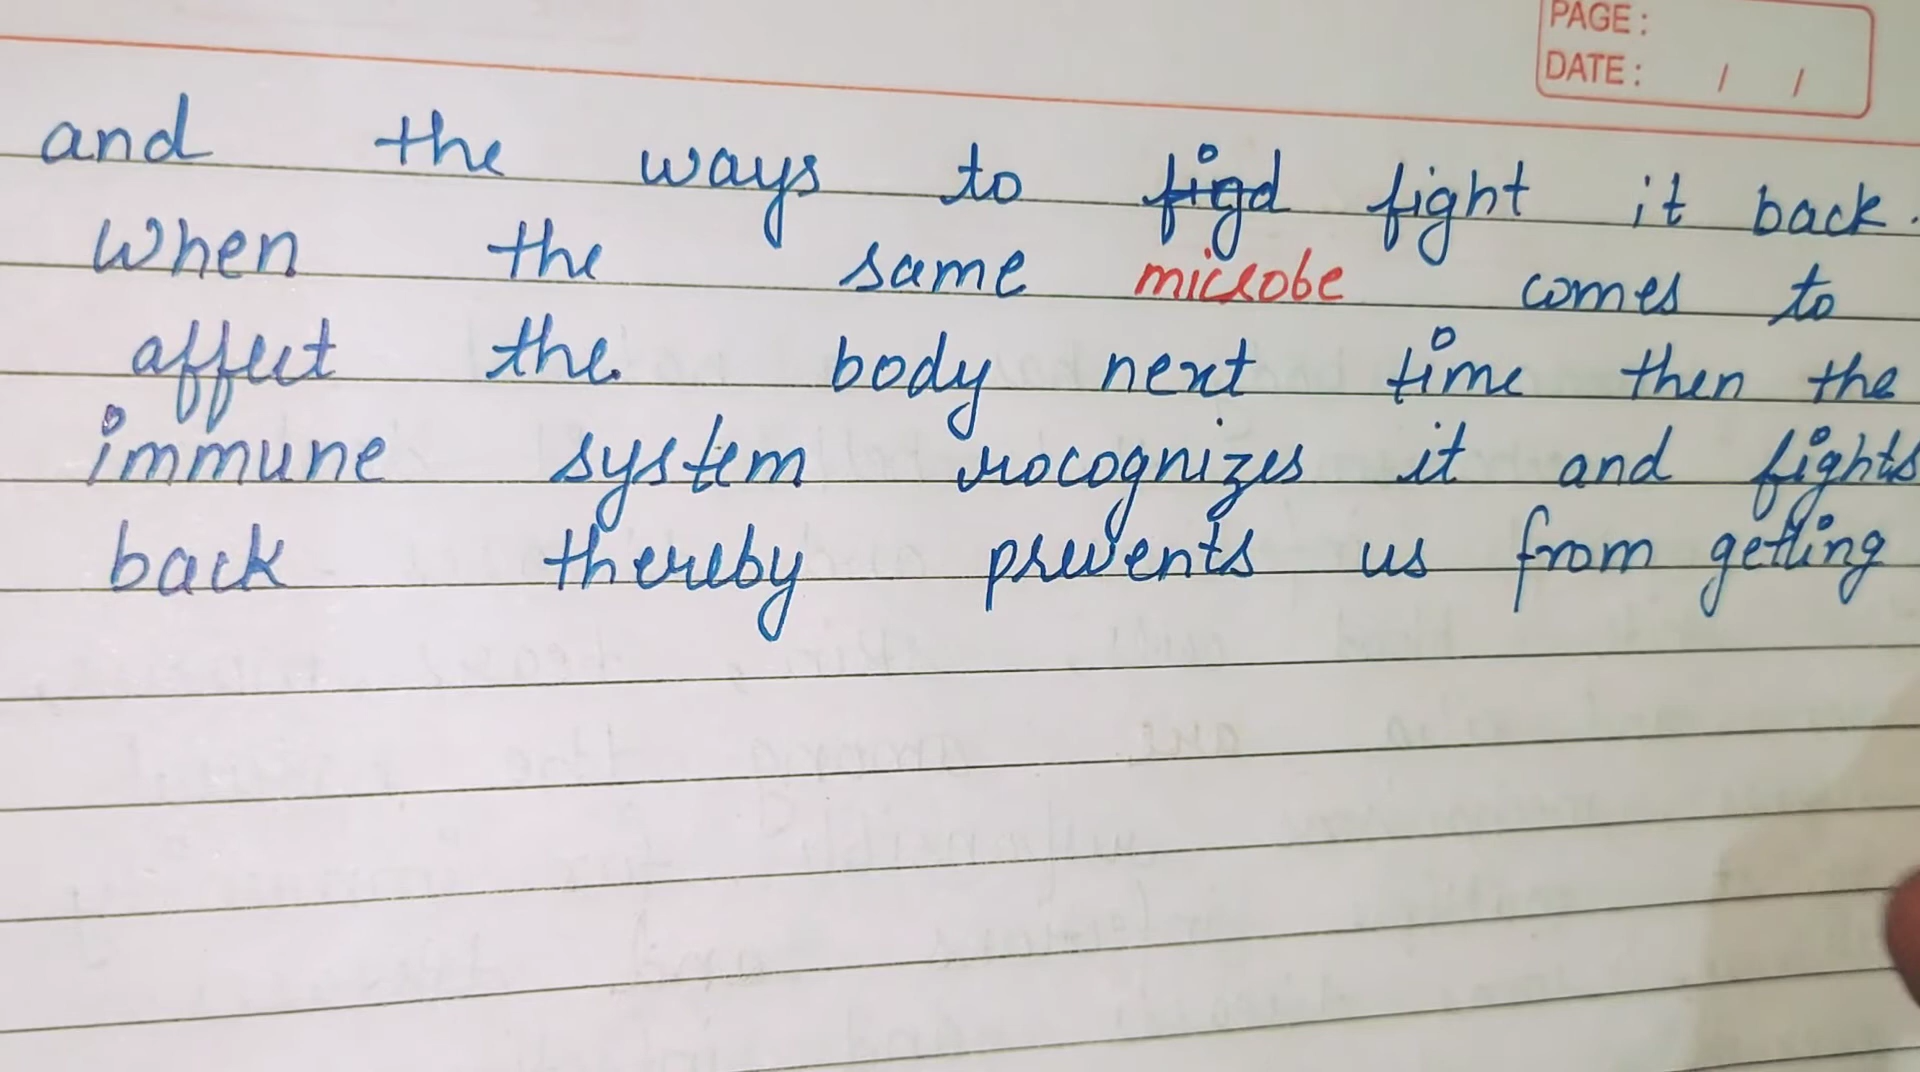 PAGE :
DATE : / /
and the ways to figd fight it back.
When the same microbe comes to
affect the body next time then the
immune system rocognizes it and fights
back thereby prevents us from getting